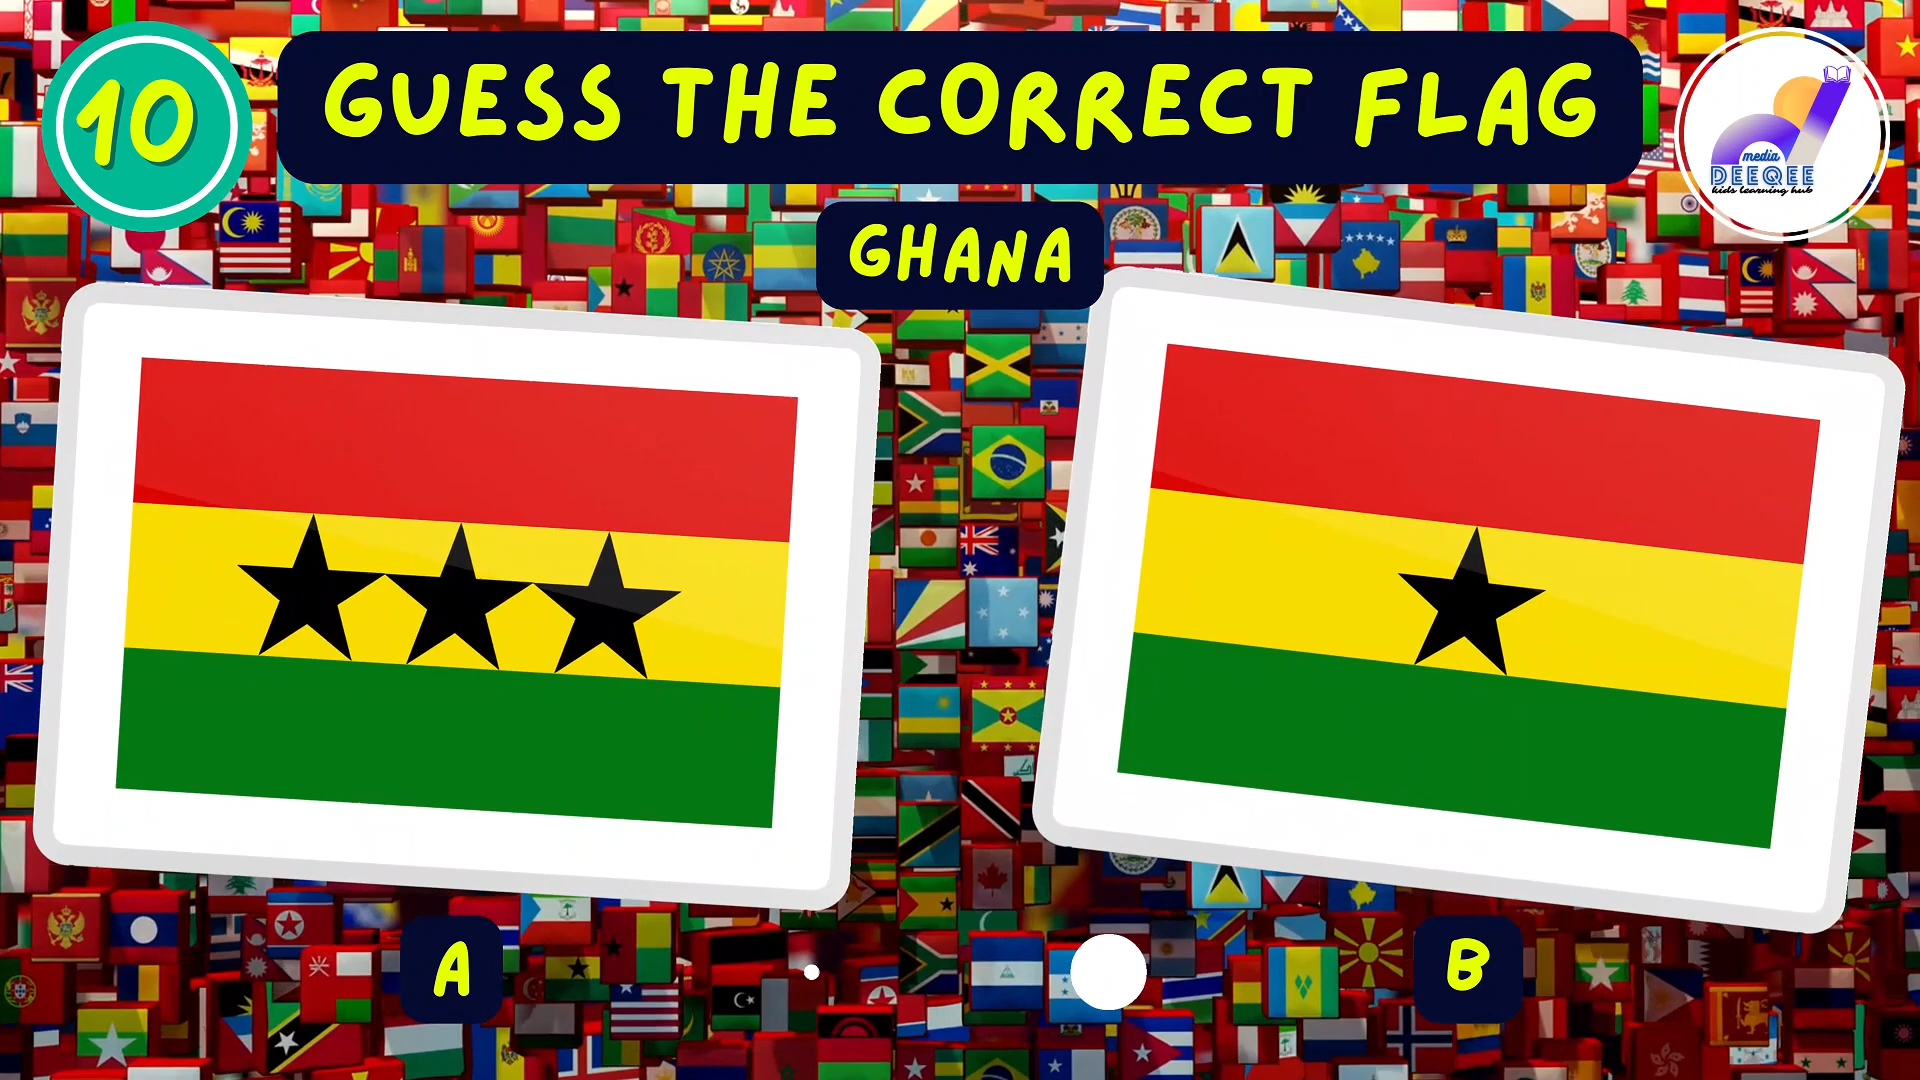 10
GUESS THE CORRECT FLAG
media
DEEQEE
kids learning hub
GHANA
A
B